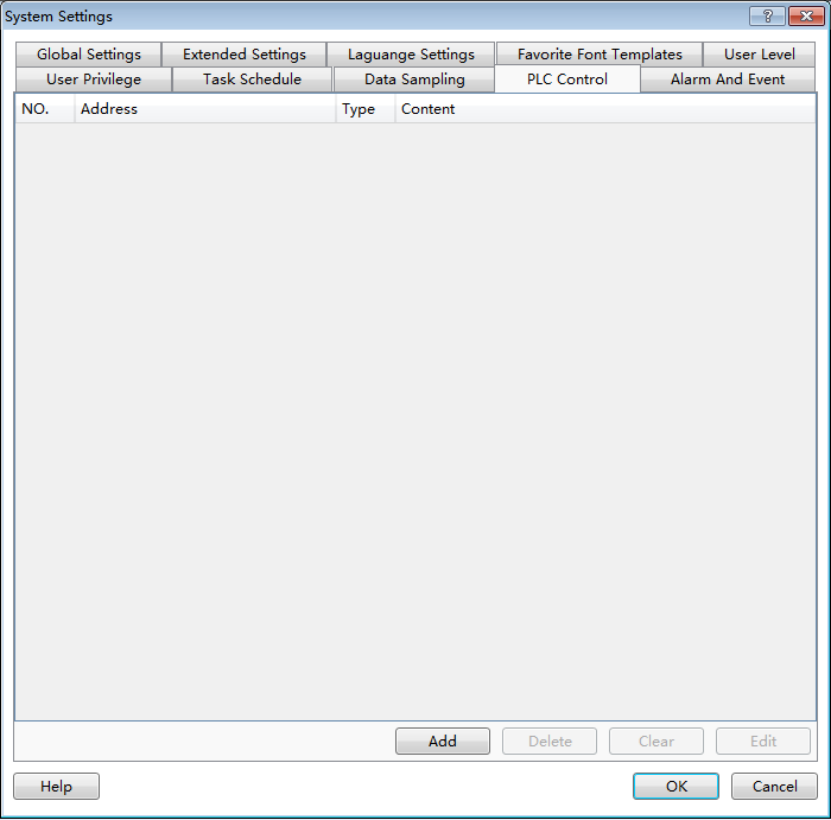 System Settings
Global Settings Extended Settings Laguange Settings Favorite Font Templates User Level
User Privilege Task Schedule Data Sampling PLC Control Alarm And Event
NO. Address Type Content
Add Delete Clear Edit
Help OK Cancel